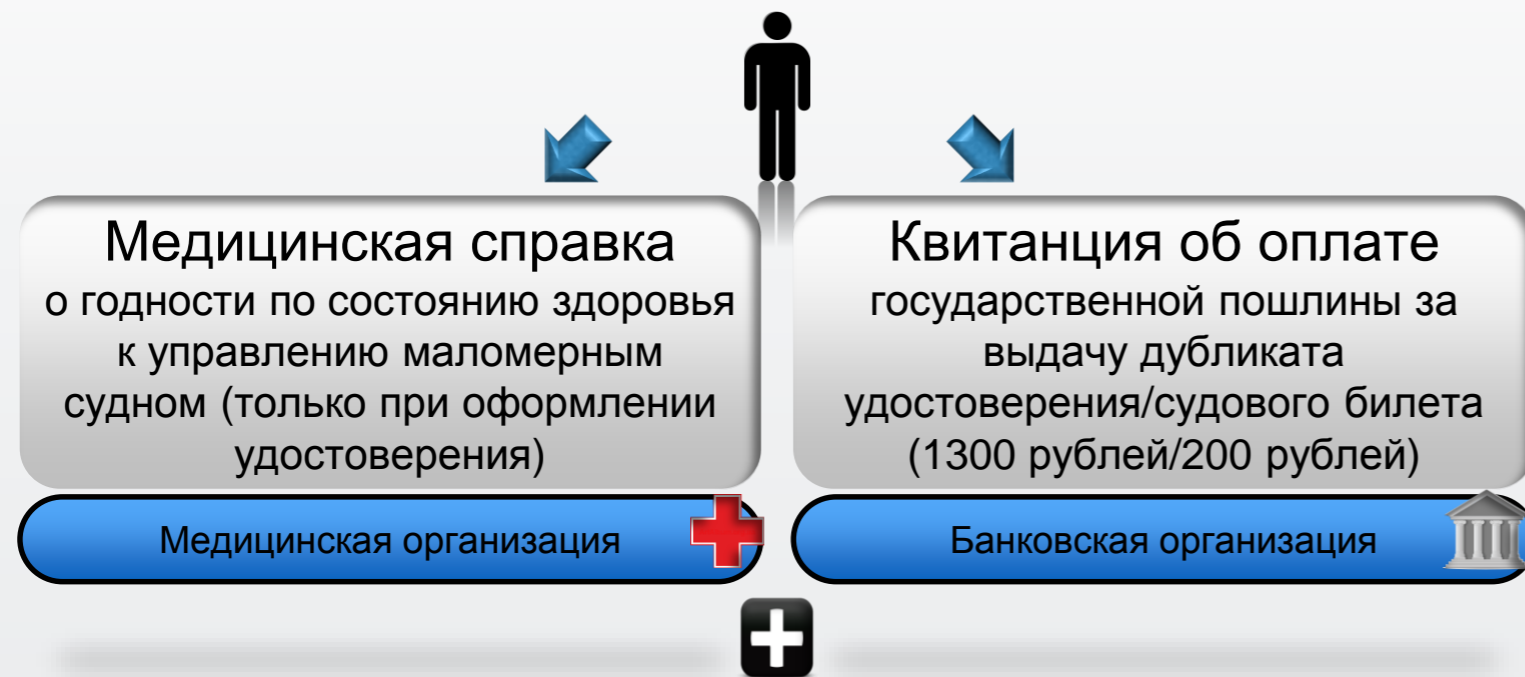 Медицинская справка
о годности по состоянию здоровья
к управлению маломерным
судном (только при оформлении
удостоверения)
Медицинская организация
Квитанция об оплате
государственной пошлины за
выдачу дубликата
удостоверения/судового билета
(1300 рублей/200 рублей)
Банковская организация